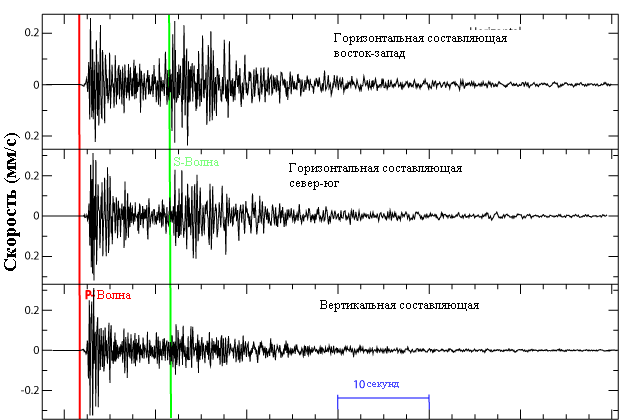 0.2
Горизонтальная составляющая
восток-запад
0
0.2
S-Волна
Горизонтальная составляющая
север-юг
0.2
0
0.2
Скорость (мм/с)
P-Волна
Вертикальная составляющая
0.2
0
-0.2
10 секунд